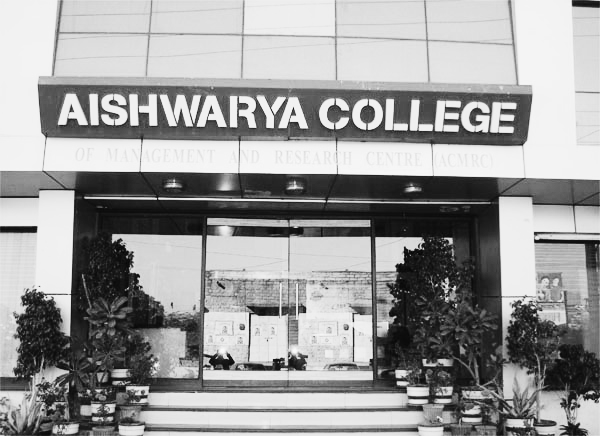 AISHWARYA COLLEGE
OF MANAGEMENT AND RESEARCH CENTRE (ACMRC)